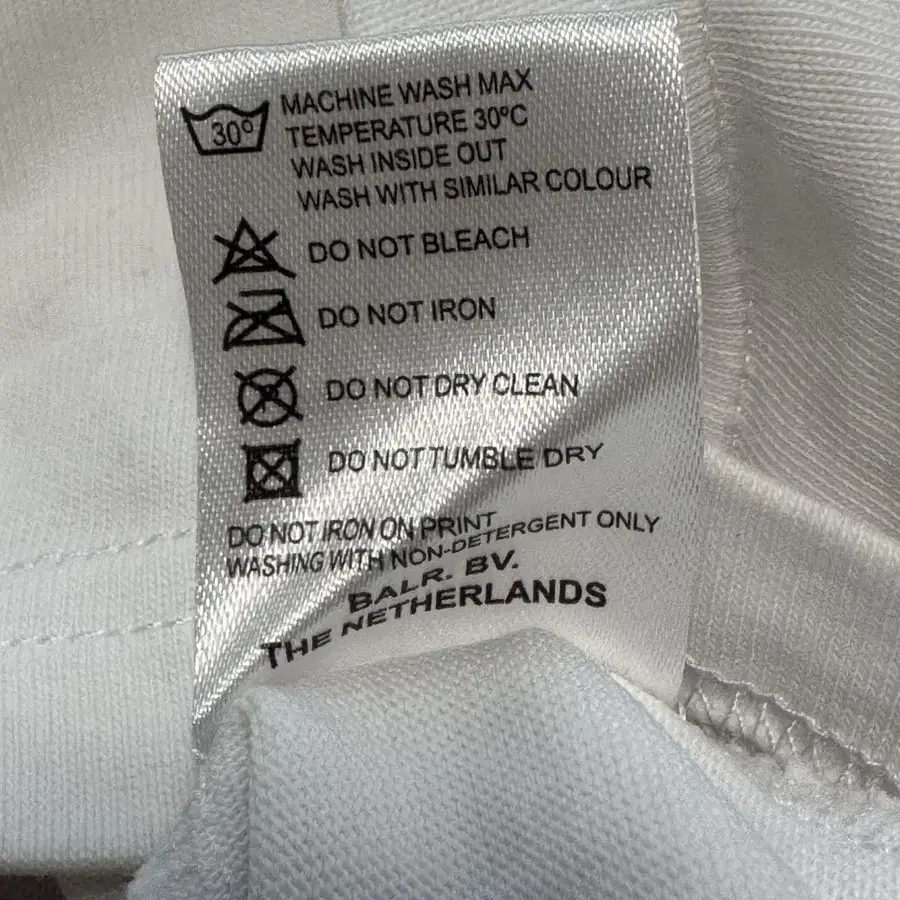 30°
MACHINE WASH MAX
TEMPERATURE 30ºC
WASH INSIDE OUT
WASH WITH SIMILAR COLOUR
DO NOT BLEACH
DO NOT IRON
DO NOT DRY CLEAN
DO NOT TUMBLE DRY
DO NOT IRON ON PRINT
WASHING WITH NON-DETERGENT ONLY
BALR. BV.
THE NETHERLANDS